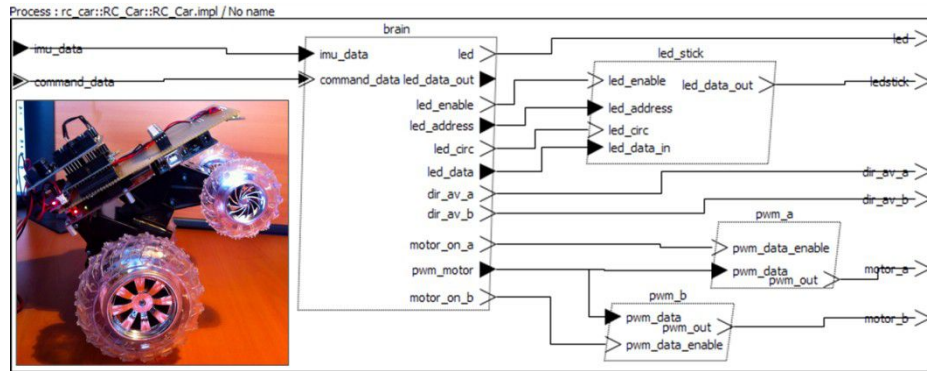 Process : rc_car::RC_Car::RC_Car.impl / No name
imu_data
command_data
brain
imu_data
command_data
led
led_data_out
led_enable
led_address
led_circ
led_data
dir_av_a
dir_av_b
motor_on_a
pwm_motor
motor_on_b
led_stick
led_enable
led_address
led_circ
led_data_in
led_data_out
pwm_a
pwm_data_enable
pwm_data
pwm_out
pwm_b
pwm_data
pwm_out
pwm_data_enable
led
ledstick
dir_av_a
dir_av_b
motor_a
motor_b